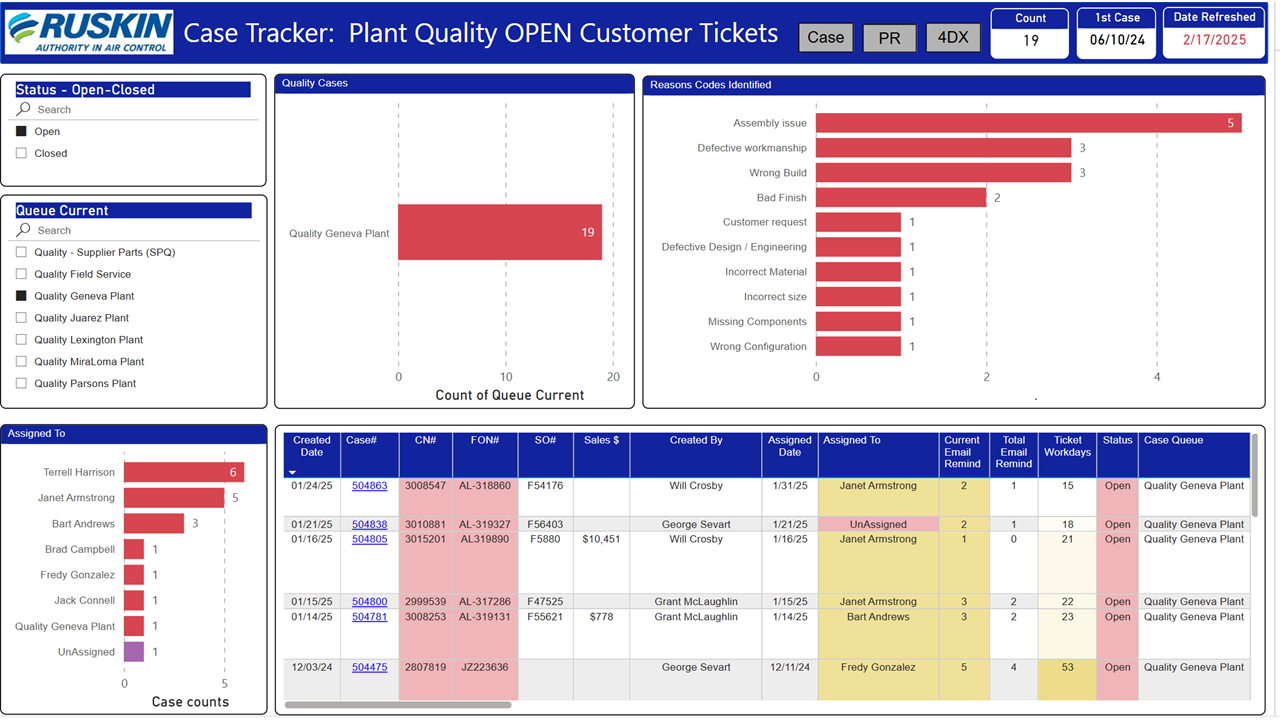 RUSKIN
AUTHORITY IN AIR CONTROL
Case Tracker: Plant Quality OPEN Customer Tickets
Case
PR
4DX
Count
19
1st Case
06/10/24
Date Refreshed
2/17/2025
Status - Open-Closed
Search
Open
Closed
Queue Current
Search
Quality - Supplier Parts (SPQ)
Quality Field Service
Quality Geneva Plant
Quality Juarez Plant
Quality Lexington Plant
Quality MiraLoma Plant
Quality Parsons Plant
Quality Cases
Quality Geneva Plant 19
0 10 20
Count of Queue Current
Reasons Codes Identified
Assembly issue 5
Defective workmanship 3
Wrong Build 3
Bad Finish 2
Customer request 1
Defective Design / Engineering 1
Incorrect Material 1
Incorrect size 1
Missing Components 1
Wrong Configuration 1
0 2 4
.
Assigned To
Terrell Harrison 6
Janet Armstrong 5
Bart Andrews 3
Brad Campbell 1
Fredy Gonzalez 1
Jack Connell 1
Quality Geneva Plant 1
UnAssigned 1
0 5
Case counts
Created Date Case# CN# FON# SO# Sales $ Created By Assigned Date Assigned To Current Email Remind Total Email Remind Ticket Workdays Status Case Queue
01/24/25 504863 3008547 AL-318860 F54176 Will Crosby 1/31/25 Janet Armstrong 2 1 15 Open Quality Geneva Plant
01/21/25 504838 3010881 AL-319327 F56403 George Sevart 1/21/25 UnAssigned 2 1 18 Open Quality Geneva Plant
01/16/25 504805 3015201 AL319890 F5880 $10,451 Will Crosby 1/16/25 Janet Armstrong 1 0 21 Open Quality Geneva Plant
01/15/25 504800 2999539 AL-317286 F47525 Grant McLaughlin 1/15/25 Janet Armstrong 3 2 22 Open Quality Geneva Plant
01/14/25 504781 3008253 AL-319131 F55621 $778 Grant McLaughlin 1/14/25 Bart Andrews 3 2 23 Open Quality Geneva Plant
12/03/24 504475 2807819 JZ223636 George Sevart 12/11/24 Fredy Gonzalez 5 4 53 Open Quality Geneva Plant